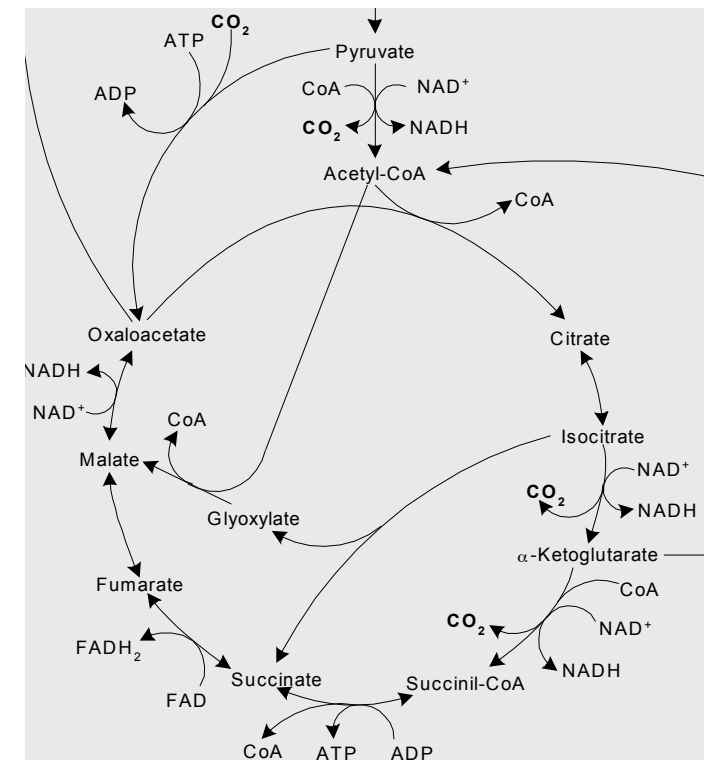 CO2
ATP
Pyruvate
ADP
CoA
NAD+
CO2
NADH
Acetyl-CoA
CoA
Oxaloacetate
Citrate
NADH
NAD+
CoA
Isocitrate
Malate
NAD+
CO2
NADH
Glyoxylate
α-Ketoglutarate
Fumarate
CoA
CO2
NAD+
FADH2
NADH
Succinate
Succinil-CoA
FAD
CoA
ATP
ADP